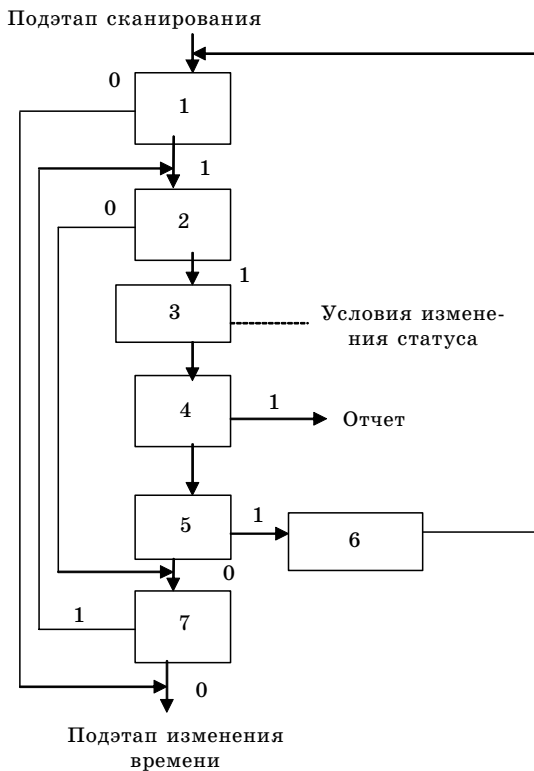 Подэтап сканирования
0
1
1
0
2
1
3
Условия измене-
ния статуса
4
1
Отчет
5
1
6
0
1
7
0
Подэтап изменения
времени